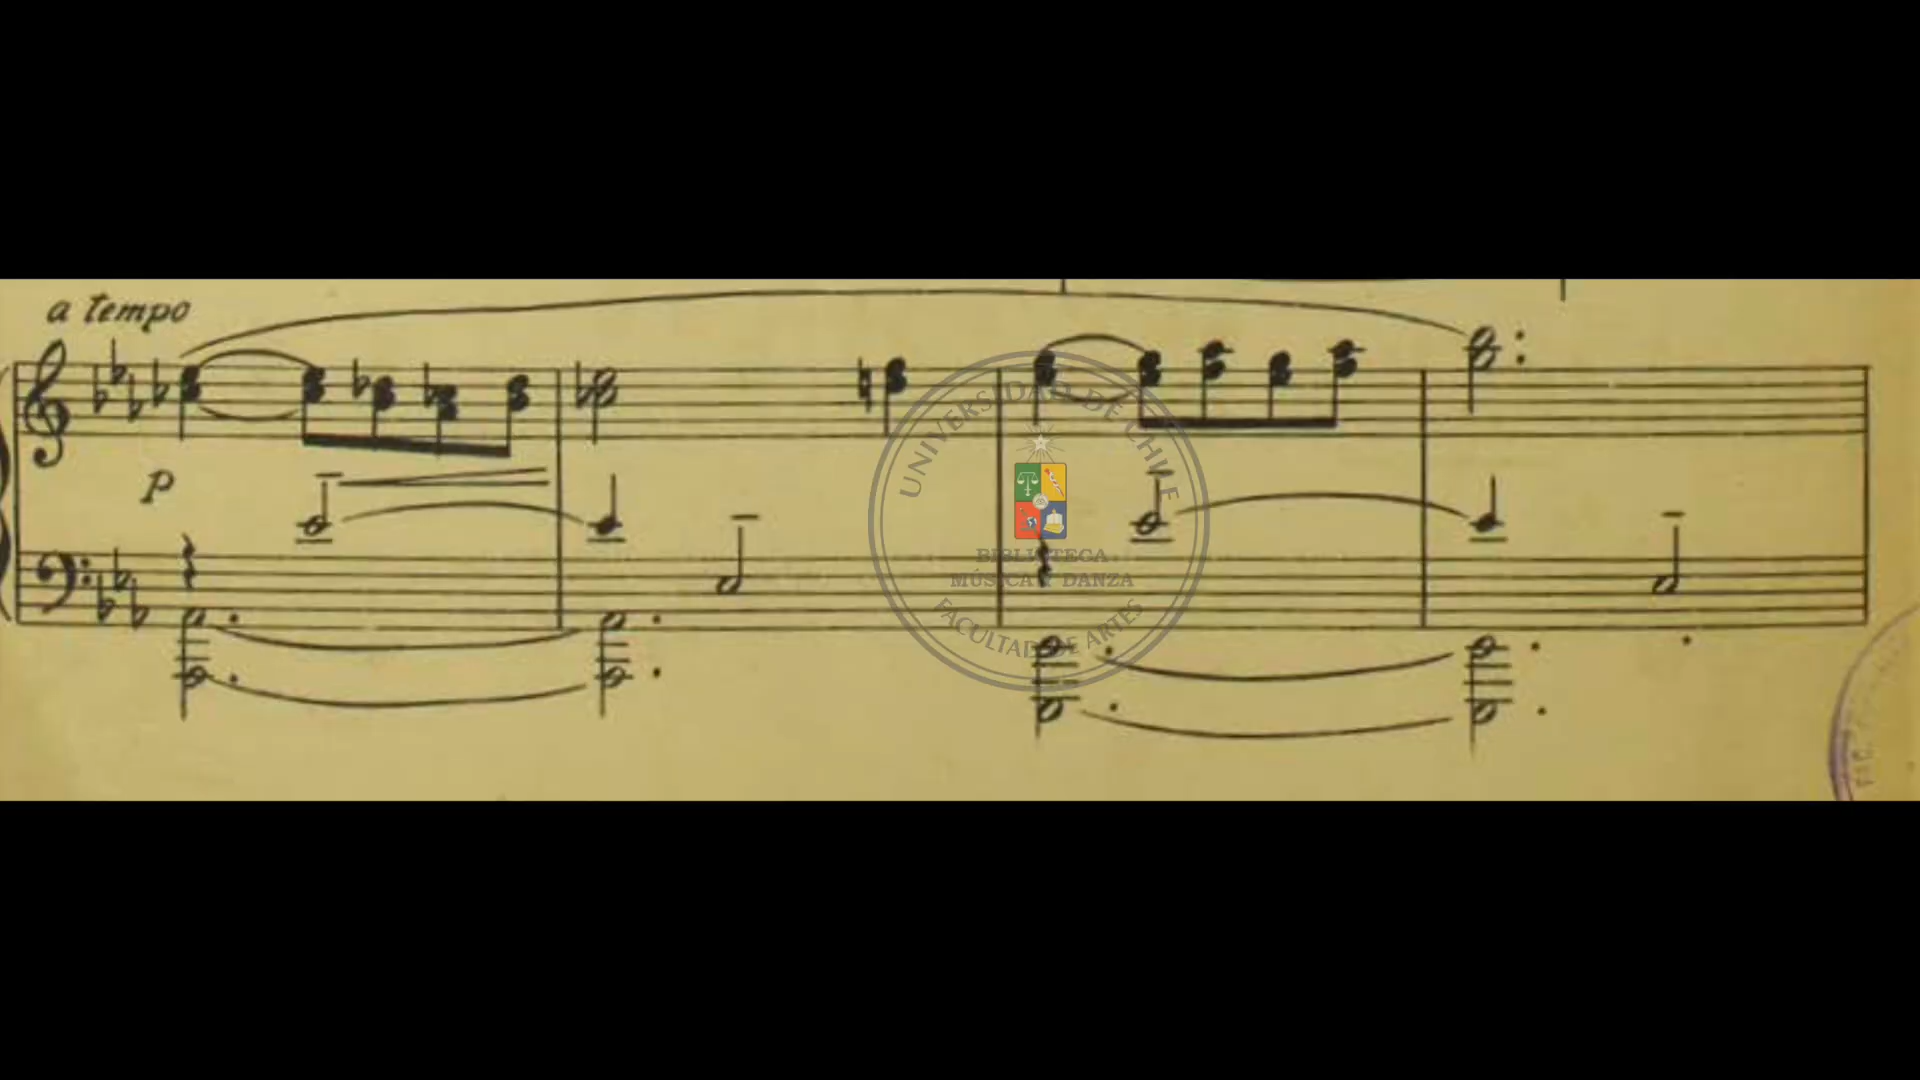 a tempo
p
UNIVERSIDAD DE CHILE
BIBLIOTECA
MÚSICA Y DANZA
FACULTAD DE ARTES